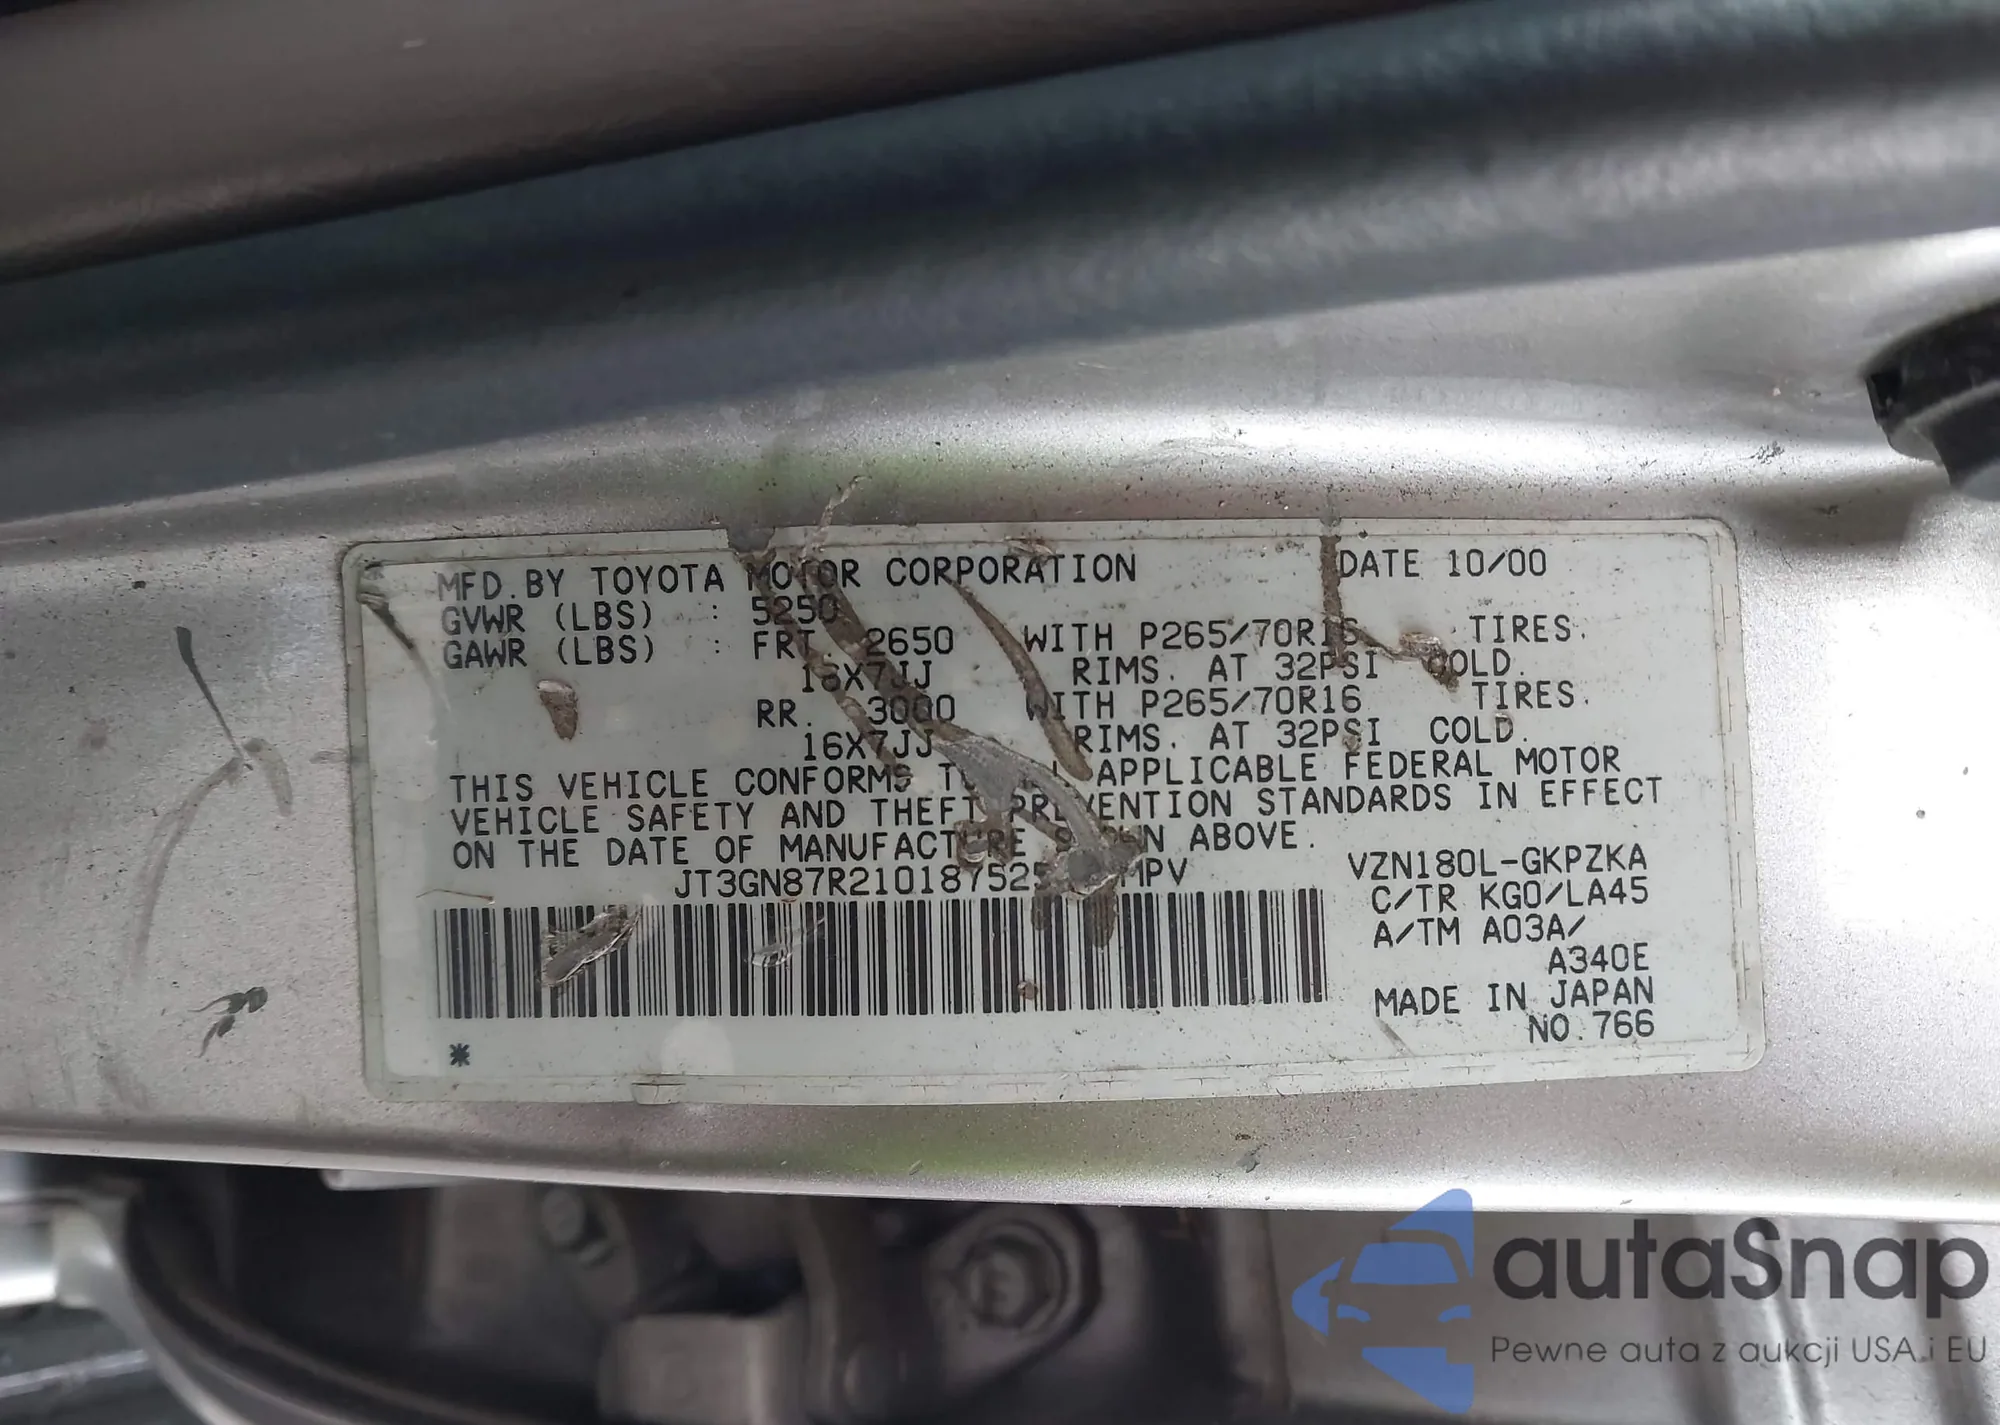 MFD. BY TOYOTA MOTOR CORPORATION DATE 10/00
GVWR (LBS) : 5250
GAWR (LBS) : FRT. 2650 WITH P265/70R16 TIRES.
16X7JJ RIMS. AT 32PSI COLD.
RR. 3000 WITH P265/70R16 TIRES.
16X7JJ RIMS. AT 32PSI COLD.
THIS VEHICLE CONFORMS TO ALL APPLICABLE FEDERAL MOTOR
VEHICLE SAFETY AND THEFT PREVENTION STANDARDS IN EFFECT
ON THE DATE OF MANUFACTURE SHOWN ABOVE.
MPV
VZN180L-GKPZKA
C/TR KG0/LA45
A/TM A03A/
A340E
MADE IN JAPAN
NO. 766
*
autaSnap
Pewne auta z aukcji USA i EU